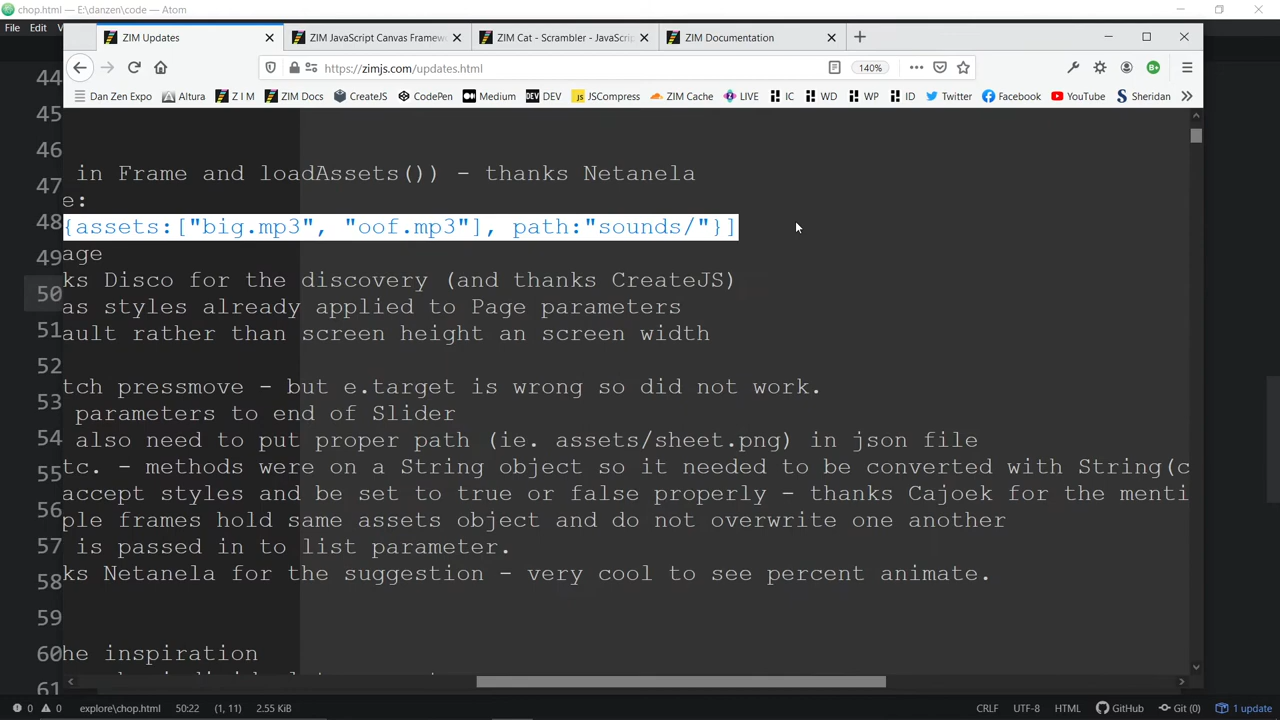 chop.html — E:\danzen\code — Atom
File Edit V
ZIM Updates
ZIM JavaScript Canvas Framew
ZIM Cat - Scrambler - JavaScri
ZIM Documentation
https://zimjs.com/updates.html
140%
Dan Zen Expo Altura Z I M ZIM Docs CreateJS CodePen Medium DEV DEV JSCompress ZIM Cache LIVE IC WD WP ID Twitter Facebook YouTube Sheridan
44
45
46
in Frame and loadAssets()) - thanks Netanela
47
e:
48
{assets:["big.mp3", "oof.mp3"], path:"sounds/"}]
49
age
50
ks Disco for the discovery (and thanks CreateJS)
as styles already applied to Page parameters
51
ault rather than screen height an screen width
52
tch pressmove - but e.target is wrong so did not work.
53
parameters to end of Slider
54
also need to put proper path (ie. assets/sheet.png) in json file
55
tc. - methods were on a String object so it needed to be converted with String(c
accept styles and be set to true or false properly - thanks Cajoek for the menti
56
ple frames hold same assets object and do not overwrite one another
57
is passed in to list parameter.
58
ks Netanela for the suggestion - very cool to see percent animate.
59
60
he inspiration
61
0 0 explore\chop.html 50:22 (1, 11) 2.55 KiB CRLF UTF-8 HTML GitHub Git (0) 1 update